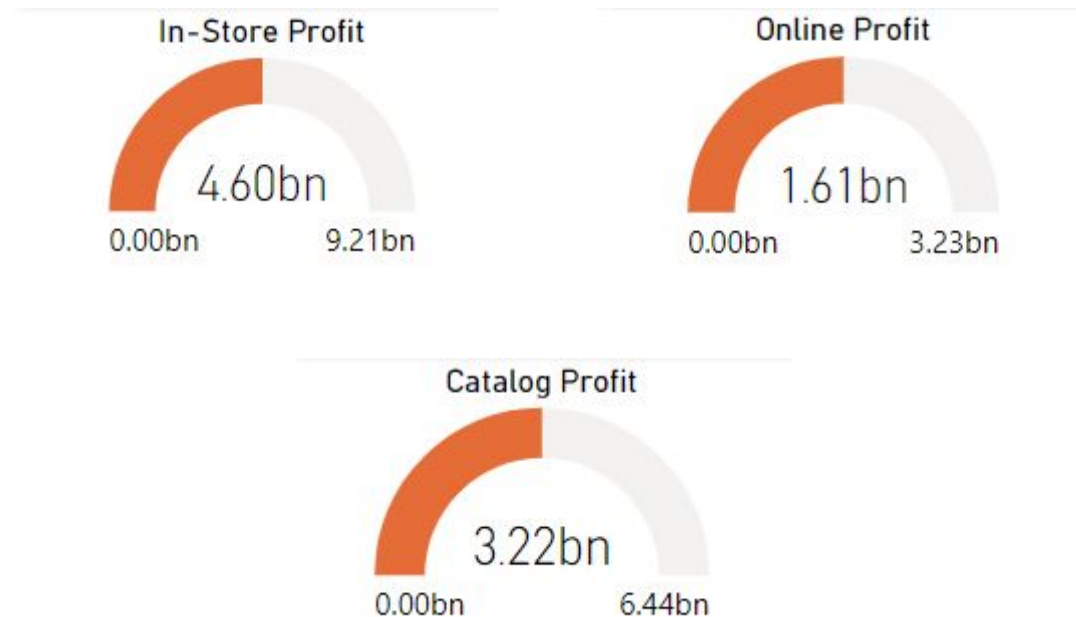 In-Store Profit
4.60bn
0.00bn 9.21bn
Online Profit
1.61bn
0.00bn 3.23bn
Catalog Profit
3.22bn
0.00bn 6.44bn